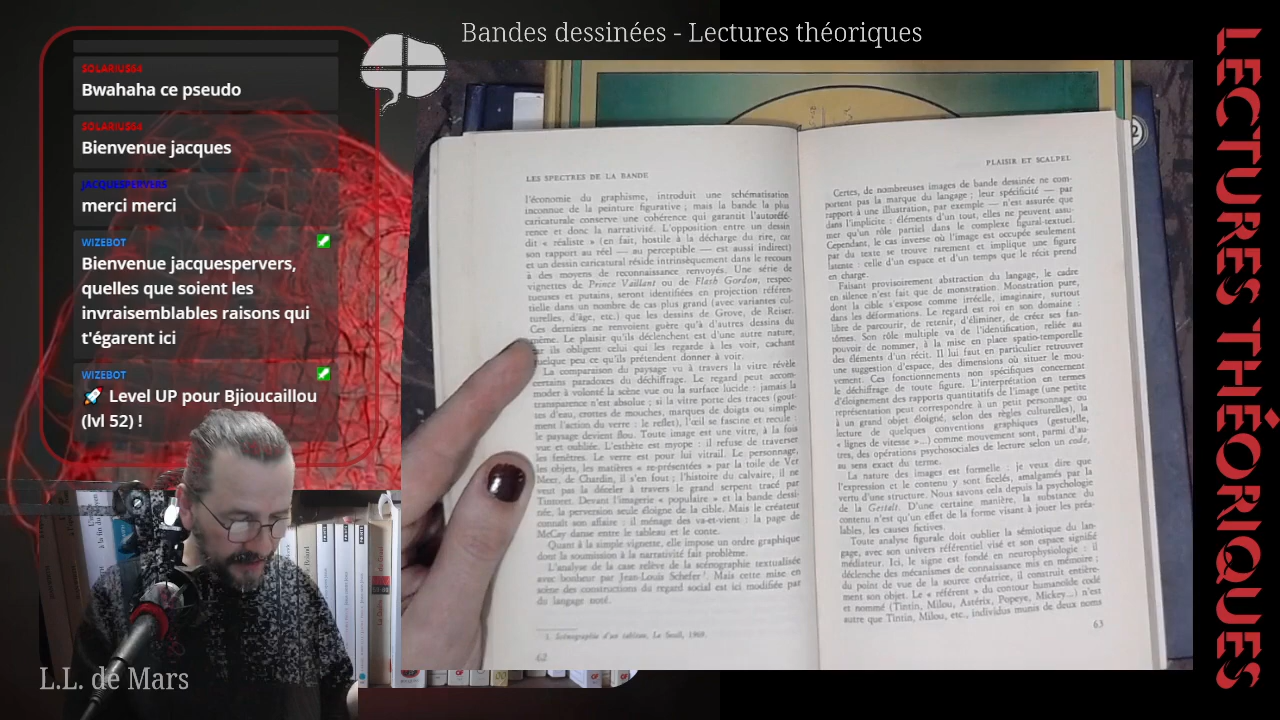 Bandes dessinées - Lectures théoriques
SOLARIUS64
Bwahaha ce pseudo
SOLARIUS64
Bienvenue jacques
JACQUESPERVERS
merci merci
WIZEBOT
Bienvenue jacquespervers,
quelles que soient les
invraisemblables raisons qui
t'égarent ici
WIZEBOT
🚀 Level UP pour Bjioucaillou
(lvl 52) !
L.L. de Mars
LES SPECTRES DE LA BANDE
l'économie du graphisme, introduit une schématisation
inconnue de la peinture figurative ; mais la bande la plus
caricaturale conserve une cohérence qui garantit l'autoréfé-
rence et donc la narrativité. L'opposition entre un dessin
dit « réaliste » (en fait, hostile à la décharge du rire, car
son rapport au réel — au perceptible — est aussi indirect)
et un dessin caricatural réside intrinsèquement dans le recours
à des moyens de reconnaissance renvoyés. Une série de
vignettes de Prince Vaillant ou de Flash Gordon, respec-
tueuses et putains, seront identifiées en projection référen-
tielle dans un nombre de cas plus grand (avec variantes cul-
turelles, d'âge, etc.) que les dessins de Grove, de Reiser.
Ces derniers ne renvoient guère qu'à d'autres dessins du
même. Le plaisir qu'ils déclenchent est d'une autre nature,
car ils obligent celui qui les regarde à les voir, cachant
quelque peu ce qu'ils prétendent donner à voir.
La comparaison du paysage vu à travers la vitre révèle
certains paradoxes du déchiffrage. Le regard peut accom-
moder à volonté la scène vue ou la surface lucide : jamais la
transparence n'est absolue ; si la vitre porte des traces (gout-
tes d'eau, crottes de mouches, marques de doigts ou simple-
ment l'action du verre : le reflet), l'œil se fascine et recule :
le paysage devient flou. Toute image est une vitre, à la fois
vue et oubliée. L'esthète est myope : il refuse de traverser
les fenêtres. Le verre est pour lui vitrail. Le personnage,
les objets, les matières « re-présentées » par la toile de Ver
Meer, de Chardin, il s'en fout ; l'histoire du calvaire, il ne
veut pas la déceler à travers le grand serpent tracé par
Tintoret. Devant l'imagerie « populaire » et la bande dessi-
née, la perversion seule éloigne de la cible. Mais le créateur
connaît son affaire : il ménage des va-et-vient : la page de
McCay danse entre le tableau et le conte.
Quant à la simple vignette, elle impose un ordre graphique
dont la soumission à la narrativité fait problème.
L'analyse de la case relève de la scénographie textualisée
avec bonheur par Jean-Louis Schefer ¹. Mais cette mise en
scène des constructions du regard social est ici modifiée par
du langage noté.
1. Scénographie d'un tableau, Le Seuil, 1969.
62
PLAISIR ET SCALPEL
Certes, de nombreuses images de bande dessinée ne com-
portent pas la marque du langage ; leur spécificité — par
rapport à une illustration, par exemple — n'est assurée que
dans l'implicite : éléments d'un tout, elles ne peuvent assu-
mer qu'un rôle partiel dans le complexe figural-textuel.
Cependant, le cas inverse où l'image est occupée seulement
par du texte se trouve rarement et implique une figure
latente : celle d'un espace et d'un temps que le récit prend
en charge.
Faisant provisoirement abstraction du langage, le cadre
en silence n'est fait que de monstration. Monstration pure,
dont la cible s'expose comme irréelle, imaginaire, surtout
dans les déformations. Le regard est roi en son domaine :
libre de parcourir, de retenir, d'éliminer, de créer ses fan-
tômes. Son rôle multiple va de l'identification, reliée au
pouvoir de nommer, à la mise en place spatio-temporelle
des éléments d'un récit. Il lui faut en particulier retrouver
une suggestion d'espace, des dimensions où situer le mou-
vement. Ces fonctionnements non spécifiques concernent
le déchiffrage de toute figure. L'interprétation en termes
d'éloignement des rapports quantitatifs de l'image (une petite
représentation peut correspondre à un petit personnage ou
à un grand objet éloigné, selon des règles culturelles), la
lecture de quelques conventions graphiques (gestuelle,
« lignes de vitesse »...) comme mouvement sont, parmi d'au-
tres, des opérations psychosociales de lecture selon un code,
au sens exact du terme.
La nature des images est formelle : je veux dire que
l'expression et le contenu y sont ficelés, amalgamés par la
vertu d'une structure. Nous savons cela depuis la psychologie
de la Gestalt. D'une certaine manière, la substance du
contenu n'est qu'un effet de la forme visant à jouer les préa-
lables, les causes fictives.
Toute analyse figurale doit oublier la sémiotique du lan-
gage, avec son univers référentiel visé et son espace signifié
médiateur. Ici, le signe est fondé en neurophysiologie : il
déclenche des mécanismes de connaissance mis en mémoire ;
du point de vue de la source créatrice, il construit entière-
ment son objet. Le « référent » du contour humanoïde codé
et nommé (Tintin, Milou, Astérix, Popeye, Mickey...) n'est
autre que Tintin, Milou, etc., individus munis de deux noms
63
LECTURES THÉORIQUES